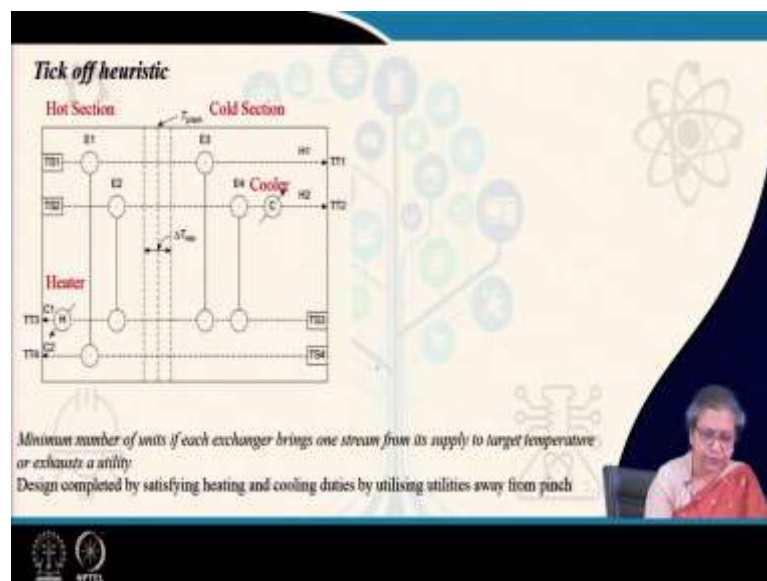 Tick off heuristic
Hot Section
Cold Section
E1
E3
H1
TS1
TT1
E2
E4
Cooler
H2
TS2
C
TT2
ΔTmin
Heater
C1
TT3
H
TS3
C2
TT4
TS4
Minimum number of units if each exchanger brings one stream from its supply to target temperature
or exhausts a utility
Design completed by satisfying heating and cooling duties by utilising utilities away from pinch
NPTEL